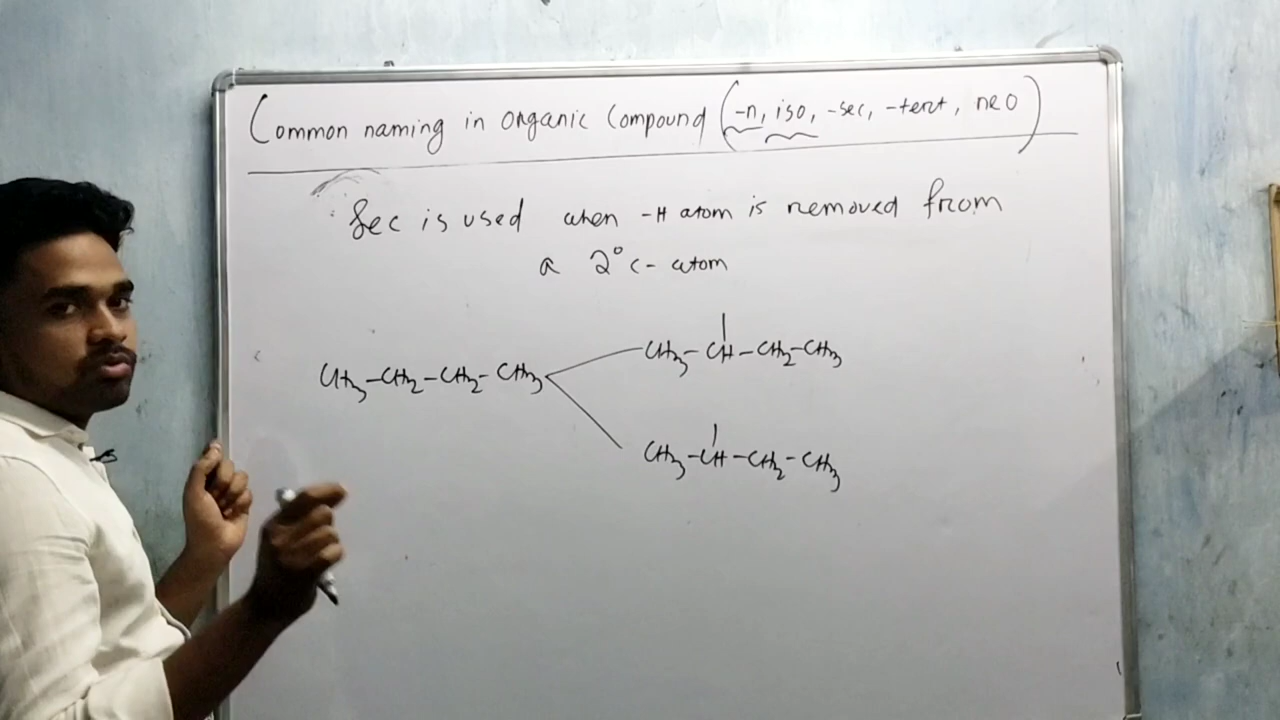 Common naming in organic compound (-n, iso, -sec, -tert, neo)
Sec is used when -H atom is removed from
a 2° c- atom
CH3-CH2-CH2-CH3
CH3-CH-CH2-CH3
CH3-CH-CH2-CH3